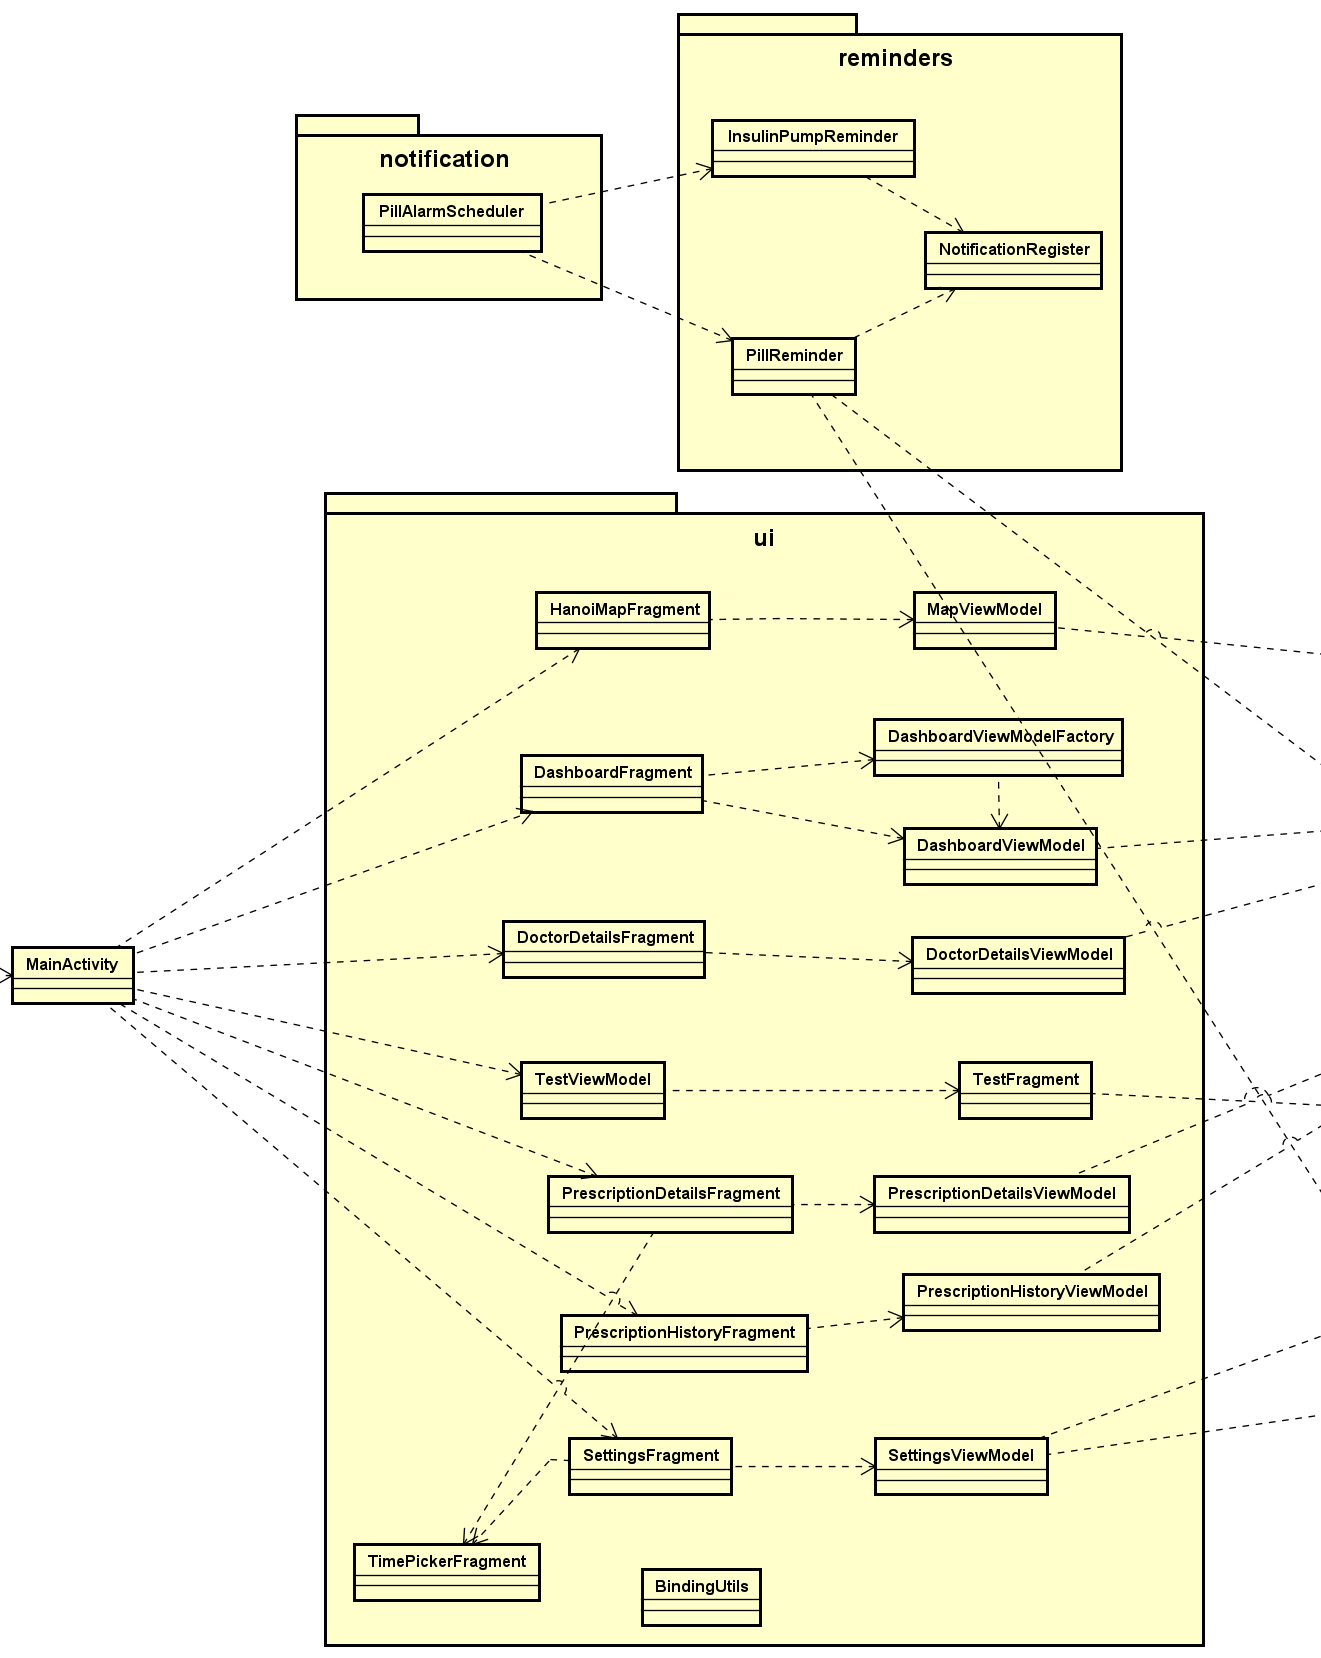 reminders
InsulinPumpReminder
notification
PillAlarmScheduler
NotificationRegister
PillReminder
ui
HanoiMapFragment
MapViewModel
DashboardViewModelFactory
DashboardFragment
DashboardViewModel
DoctorDetailsFragment
DoctorDetailsViewModel
MainActivity
TestViewModel
TestFragment
PrescriptionDetailsFragment
PrescriptionDetailsViewModel
PrescriptionHistoryViewModel
PrescriptionHistoryFragment
SettingsFragment
SettingsViewModel
TimePickerFragment
BindingUtils